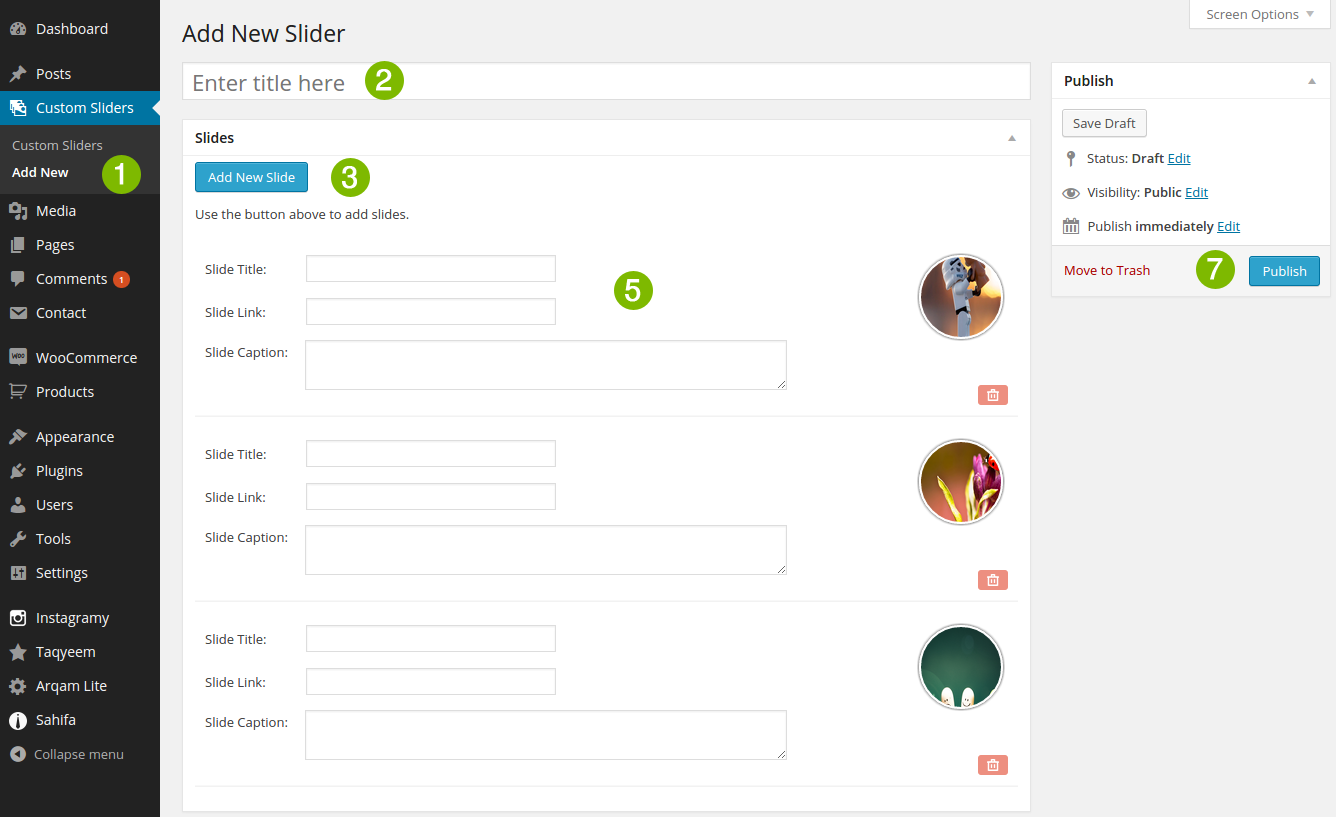 Dashboard
Posts
Custom Sliders
Custom Sliders
Add New 1
Media
Pages
Comments 1
Contact
WOO WooCommerce
Products
Appearance
Plugins
Users
Tools
Settings
Instagramy
Taqyeem
Arqam Lite
Sahifa
Collapse menu
Screen Options
Add New Slider
Enter title here 2
Slides
Add New Slide 3
Use the button above to add slides.
Slide Title:
5
Slide Link:
Slide Caption:
Slide Title:
Slide Link:
Slide Caption:
Slide Title:
Slide Link:
Slide Caption:
Publish
Save Draft
Status: Draft Edit
Visibility: Public Edit
Publish immediately Edit
Move to Trash 7 Publish